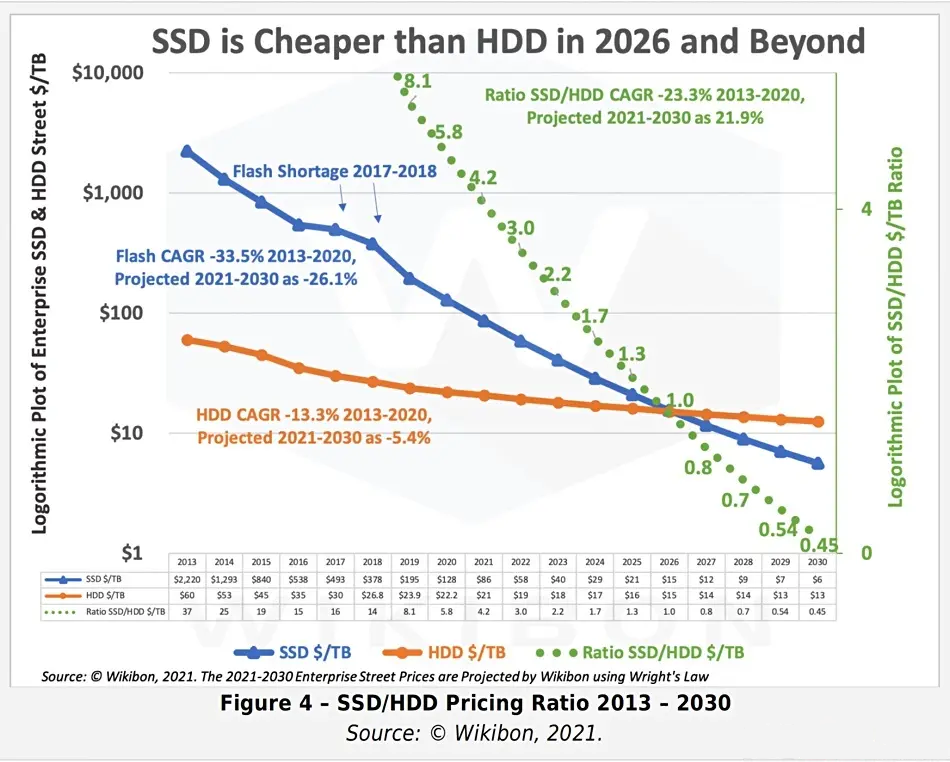 SSD is Cheaper than HDD in 2026 and Beyond
Logorithmic Plot of Enterprise SSD & HDD Street $/TB
$10,000
$1,000
$100
$10
$1
8.1
5.8
4.2
3.0
2.2
1.7
1.3
1.0
0.8
0.7
0.54
0.45
Ratio SSD/HDD CAGR -23.3% 2013-2020,
Projected 2021-2030 as 21.9%
Flash Shortage 2017-2018
Flash CAGR -33.5% 2013-2020,
Projected 2021-2030 as -26.1%
HDD CAGR -13.3% 2013-2020,
Projected 2021-2030 as -5.4%
4
0
Logorithmic Plot of SSD/HDD $/TB Ratio
2013 2014 2015 2016 2017 2018 2019 2020 2021 2022 2023 2024 2025 2026 2027 2028 2029 2030
SSD $/TB $2,220 $1,293 $840 $538 $493 $378 $195 $128 $86 $58 $40 $29 $21 $15 $12 $9 $7 $6
HDD $/TB $60 $53 $45 $35 $30 $26.8 $23.9 $22.2 $21 $19 $18 $17 $16 $15 $14 $14 $13 $13
Ratio SSD/HDD $/TB 37 25 19 15 16 14 8.1 5.8 4.2 3.0 2.2 1.7 1.3 1.0 0.8 0.7 0.54 0.45
WIKIBON
SSD $/TB HDD $/TB Ratio SSD/HDD $/TB
Source: © Wikibon, 2021. The 2021-2030 Enterprise Street Prices are Projected by Wikibon using Wright's Law
Figure 4 – SSD/HDD Pricing Ratio 2013 – 2030
Source: © Wikibon, 2021.